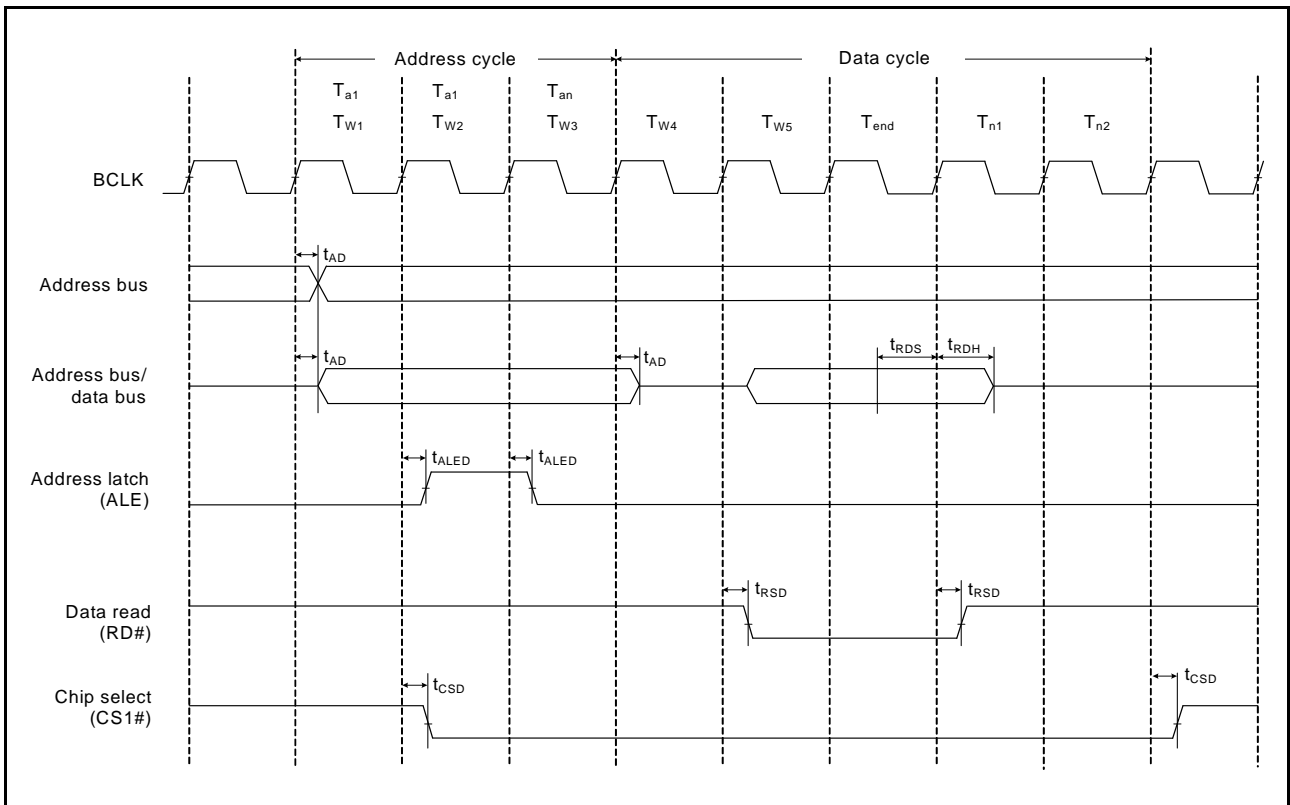 Address cycle
Data cycle
Ta1
Ta1
Tan
TW1
TW2
TW3
TW4
TW5
Tend
Tn1
Tn2
BCLK
tAD
Address bus
tAD
tAD
tRDS
tRDH
Address bus/
data bus
tALED
tALED
Address latch
(ALE)
tRSD
tRSD
Data read
(RD#)
tCSD
tCSD
Chip select
(CS1#)